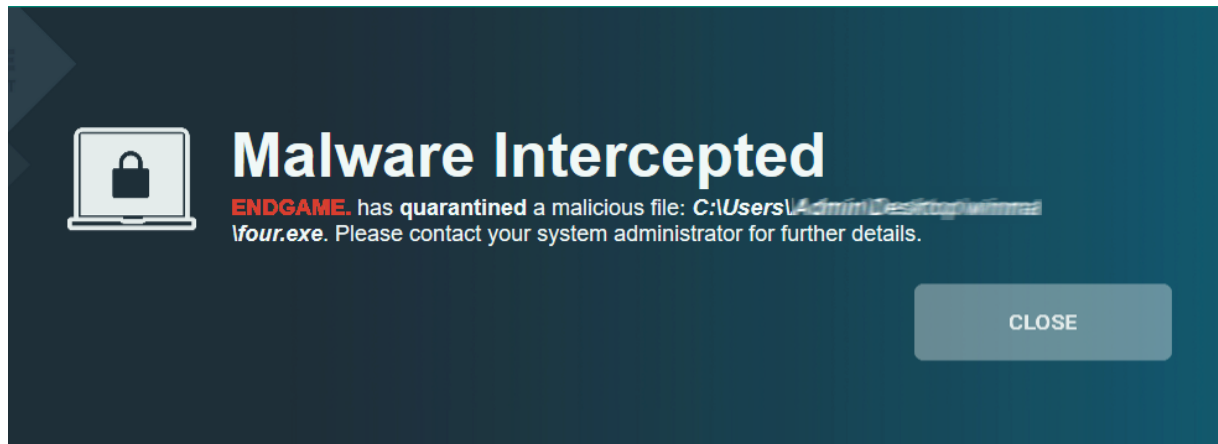 Malware Intercepted
ENDGAME. has quarantined a malicious file: C:\Users\
\four.exe. Please contact your system administrator for further details.
CLOSE